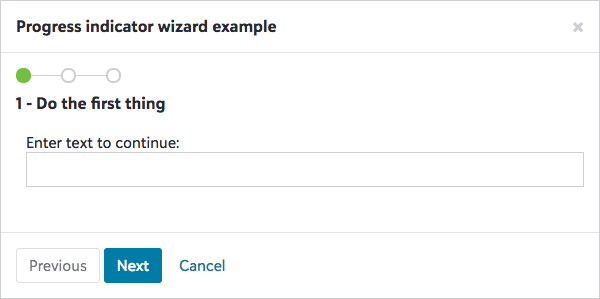 Progress indicator wizard example
1 - Do the first thing
Enter text to continue:
Previous Next Cancel